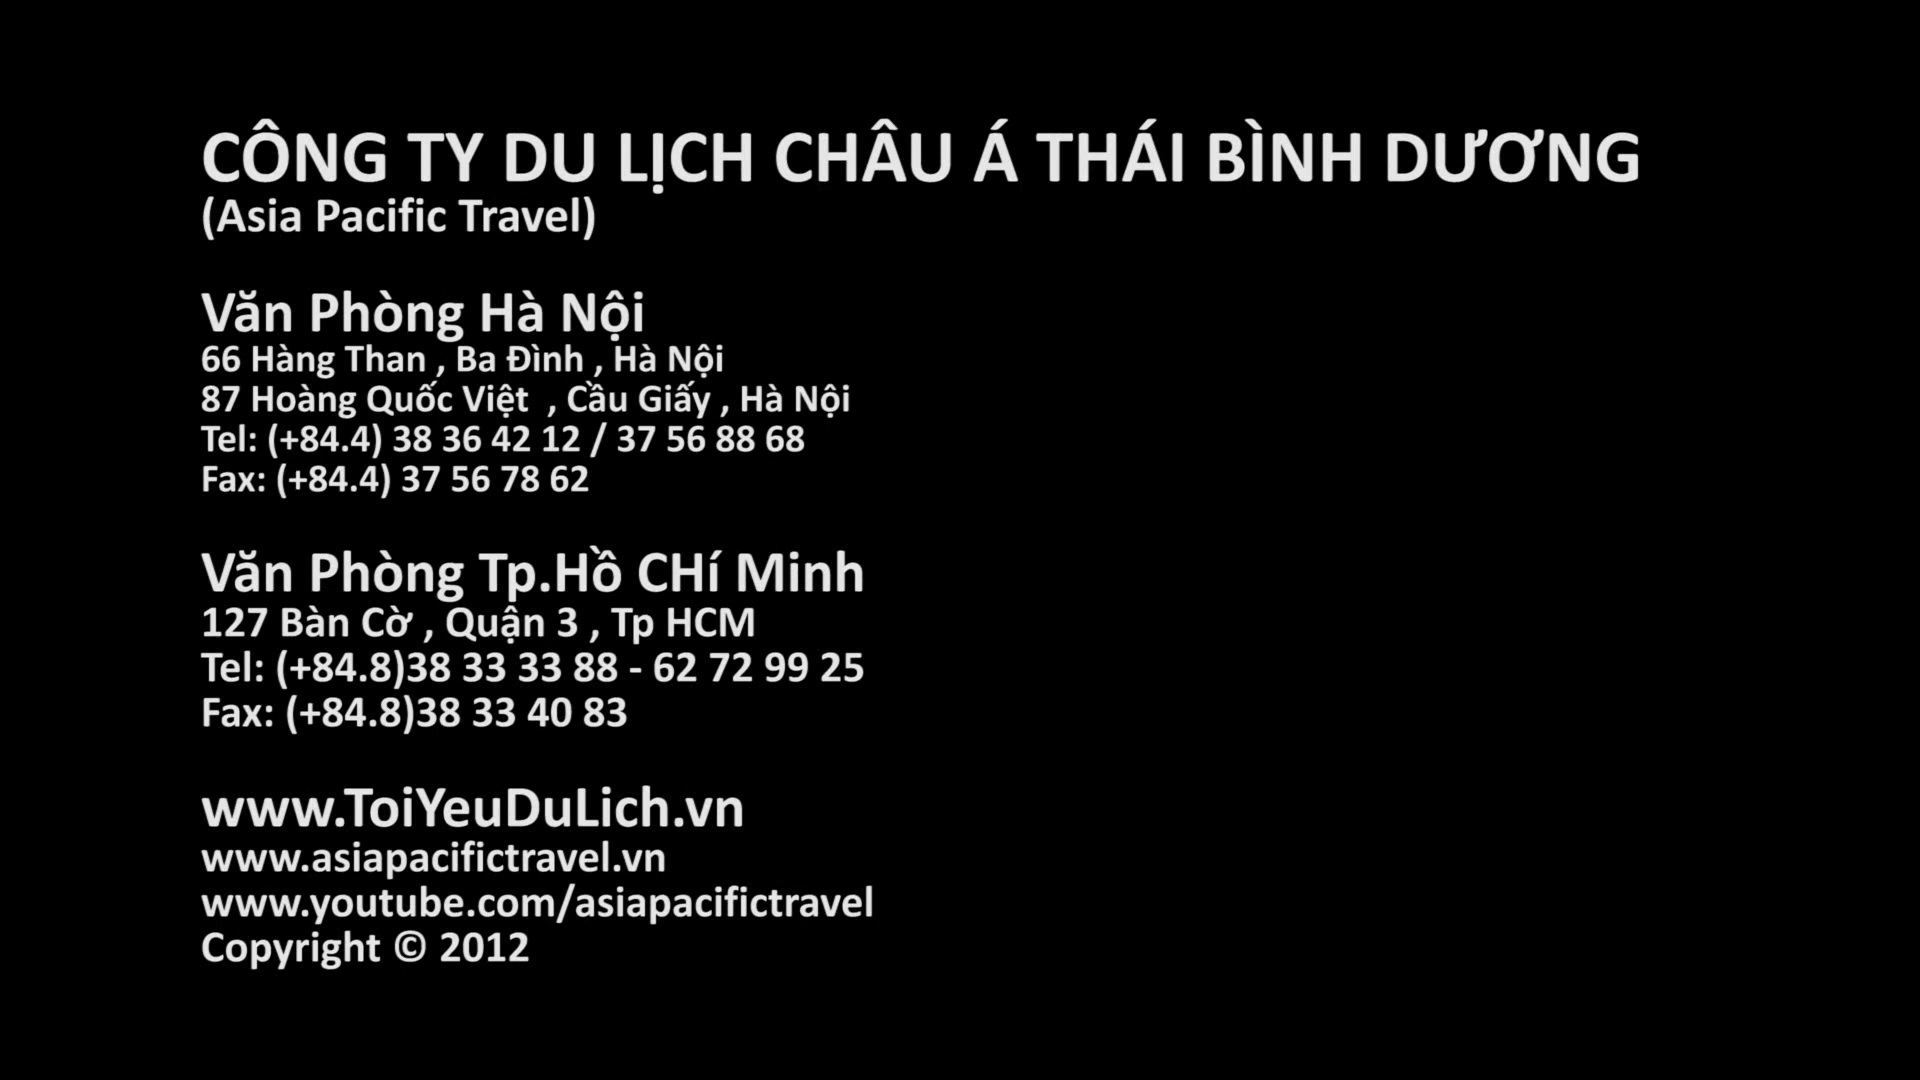 CÔNG TY DU LỊCH CHÂU Á THÁI BÌNH DƯƠNG
(Asia Pacific Travel)
Văn Phòng Hà Nội
66 Hàng Than , Ba Đình , Hà Nội
87 Hoàng Quốc Việt  , Cầu Giấy , Hà Nội
Tel: (+84.4) 38 36 42 12 / 37 56 88 68
Fax: (+84.4) 37 56 78 62
Văn Phòng Tp.Hồ CHí Minh
127 Bàn Cờ , Quận 3 , Tp HCM
Tel: (+84.8)38 33 33 88 - 62 72 99 25
Fax: (+84.8)38 33 40 83
www.ToiYeuDuLich.vn
www.asiapacifictravel.vn
www.youtube.com/asiapacifictravel
Copyright © 2012